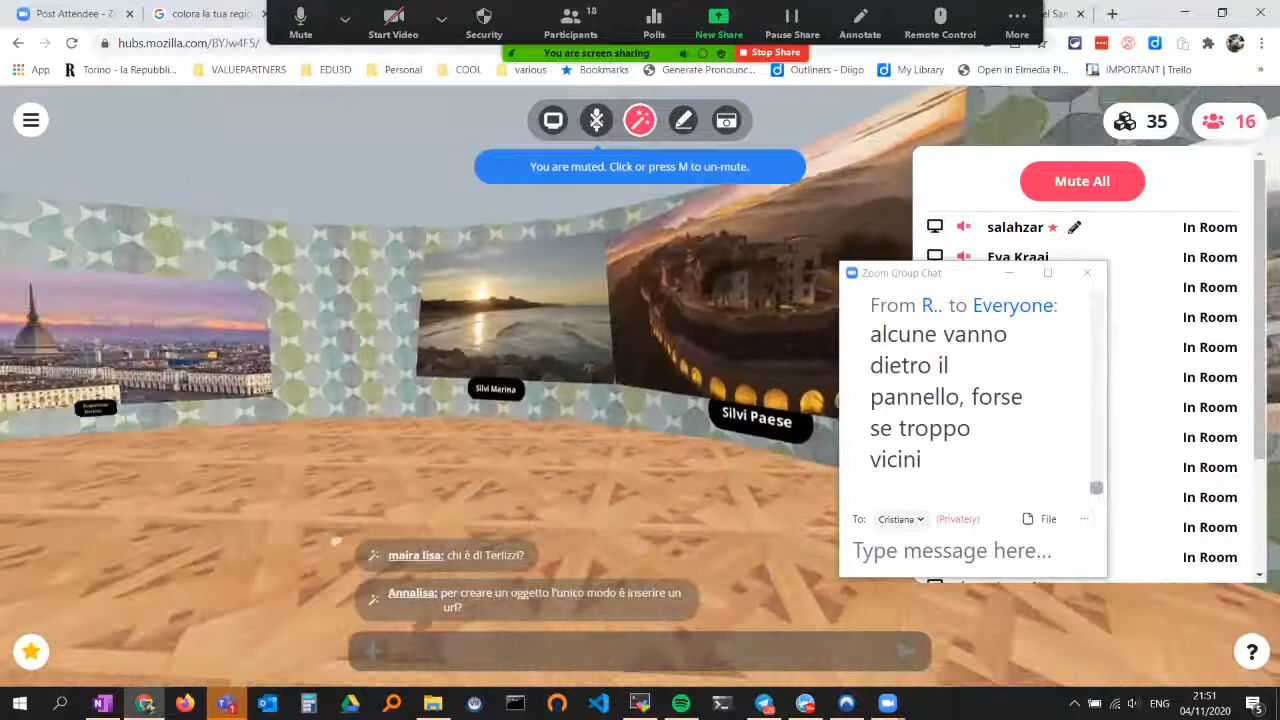 Post Attendee - Zoom
colora la tua region
18
Mute
Start Video
Security
Participants
Polls
New Share
Pause Share
Annotate
Remote Control
More
You are screen sharing
Stop Share
hubs.mozilla.com/BYJw4F5/
App
Torino - la Repubbli...
VALUEPARTNERS
EDU3D
Personal
COOL
various
Bookmarks
Generate Pronounc...
Outliners - Diigo
My Library
Open in Elmedia Pl...
IMPORTANT | Trello
35
16
You are muted. Click or press M to un-mute.
Mute All
salahzar
In Room
Eva Kraai
In Room
In Room
In Room
In Room
In Room
In Room
In Room
In Room
In Room
In Room
In Room
Zoom Group Chat
From R.. to Everyone:
alcune vanno
dietro il
pannello, forse
se troppo
vicini
To: Cristiana (Privately)
File
Type message here...
Silvi Marina
Silvi Paese
maira lisa: chi è di Terlizzi?
Annalisa: per creare un oggetto l'unico modo è inserire un
url?
?
ENG
21:51
04/11/2020
5